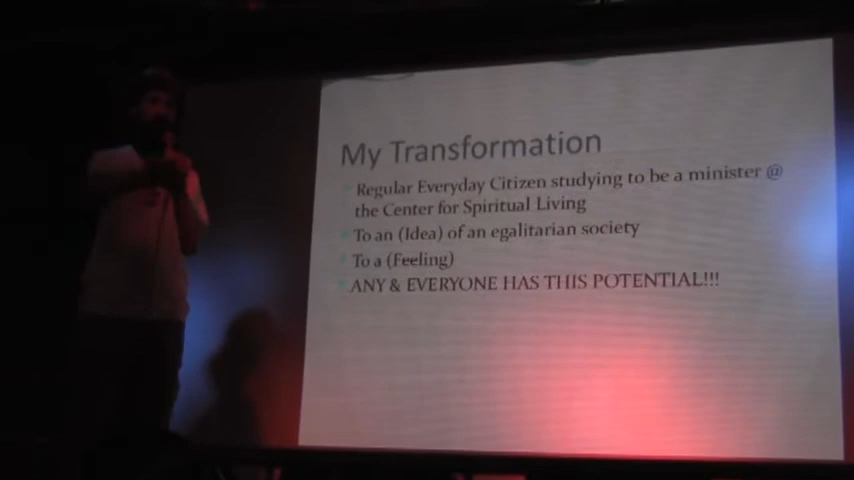 My Transformation
Regular Everyday Citizen studying to be a minister @
the Center for Spiritual Living
To an (Idea) of an egalitarian society
To a (Feeling)
ANY & EVERYONE HAS THIS POTENTIAL!!!